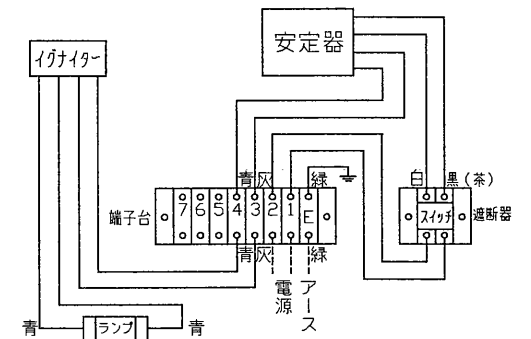 安定器
イグナイター
青 灰 緑
白 黒(茶)
端子台
7 6 5 4 3 2 1 E
スイッチ
遮断器
青 灰 緑
電源
アース
青 ランプ 青